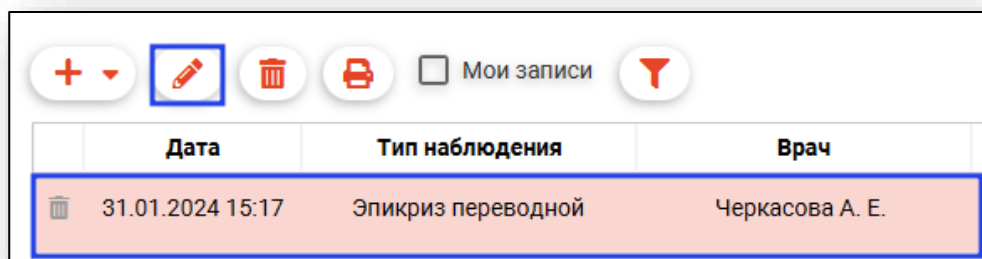 Мои записи
Дата Тип наблюдения Врач
31.01.2024 15:17 Эпикриз переводной Черкасова А. Е.